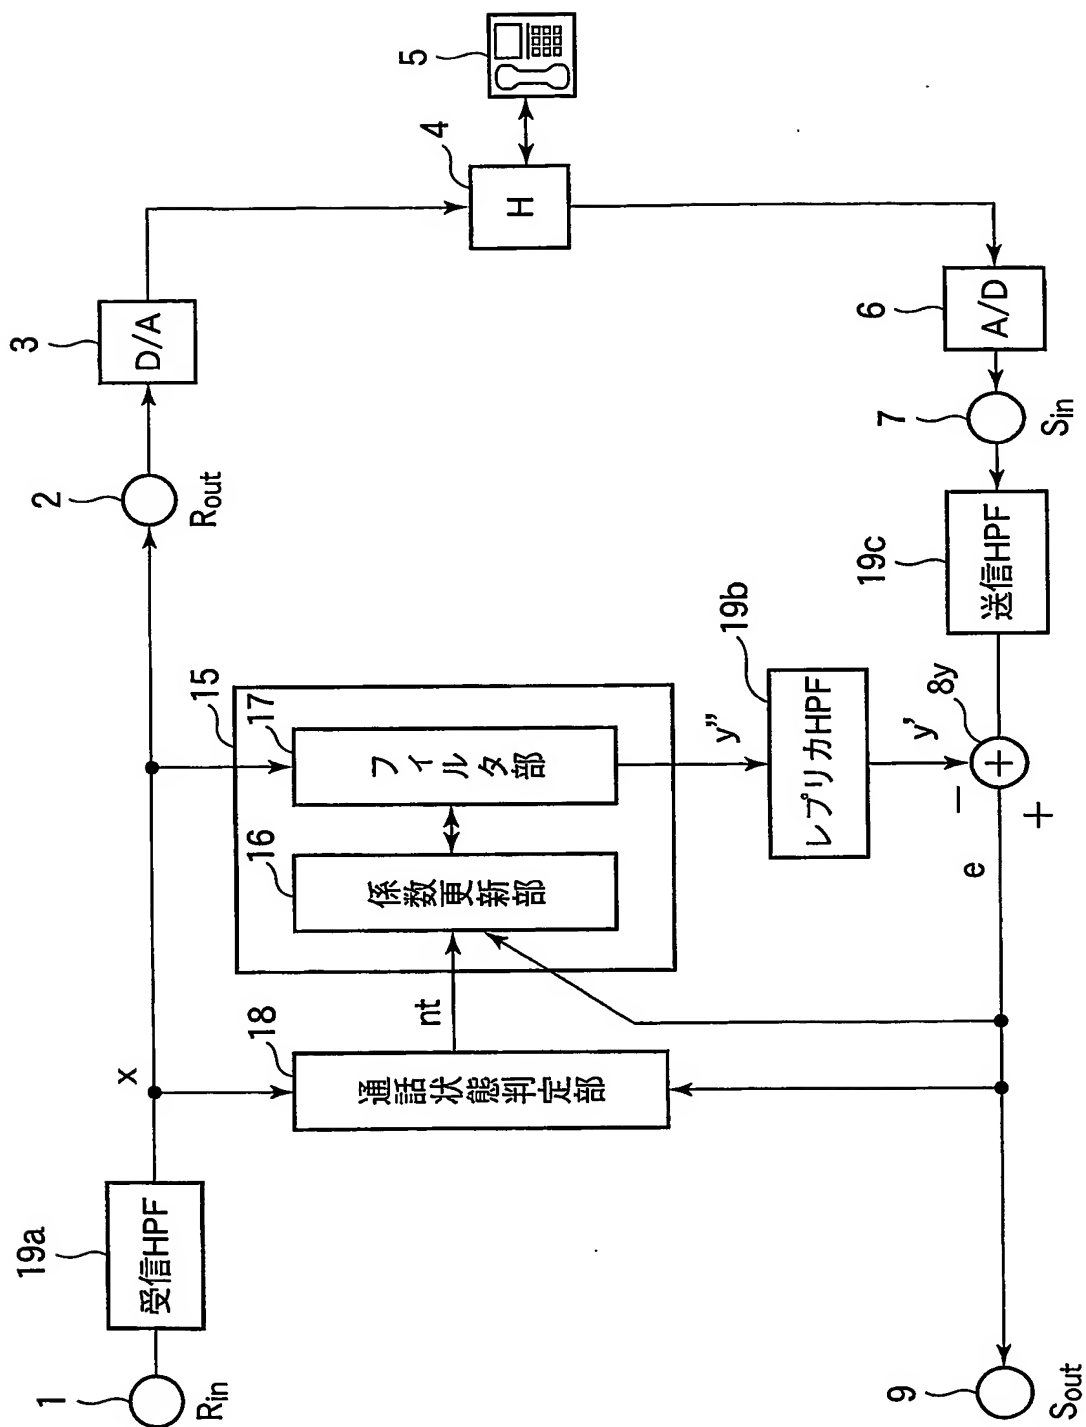 1
Rin
19a
受信HPF
x
2
Rout
3
D/A
4
H
5
18
通話状態判定部
nt
15
16
係数更新部
17
フィルタ部
y"
19b
レプリカHPF
y'
6
A/D
7
Sin
19c
送信HPF
8y
+
−
+
e
9
Sout